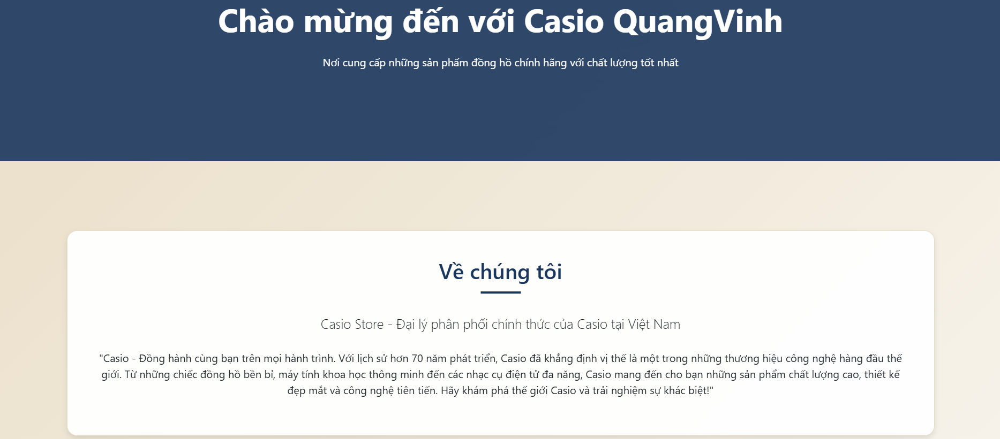 Chào mừng đến với Casio QuangVinh
Nơi cung cấp những sản phẩm đồng hồ chính hãng với chất lượng tốt nhất
Về chúng tôi
Casio Store - Đại lý phân phối chính thức của Casio tại Việt Nam
"Casio - Đồng hành cùng bạn trên mọi hành trình. Với lịch sử hơn 70 năm phát triển, Casio đã khẳng định vị thế là một trong những thương hiệu công nghệ hàng đầu thế
giới. Từ những chiếc đồng hồ bền bỉ, máy tính khoa học thông minh đến các nhạc cụ điện tử đa năng, Casio mang đến cho bạn những sản phẩm chất lượng cao, thiết kế
đẹp mắt và công nghệ tiên tiến. Hãy khám phá thế giới Casio và trải nghiệm sự khác biệt!"